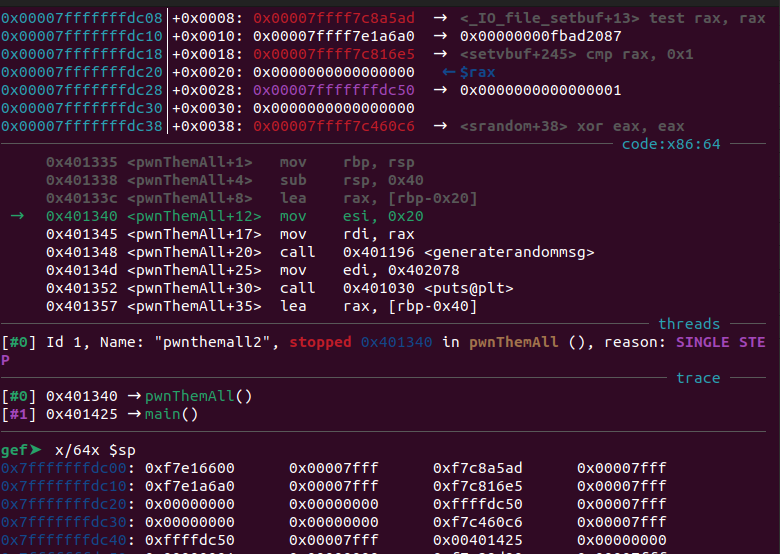 0x00007fffffffdc08│+0x0008: 0x00007ffff7c8a5ad → <_IO_file_setbuf+13> test rax, rax
0x00007fffffffdc10│+0x0010: 0x00007ffff7e1a6a0 → 0x00000000fbad2087
0x00007fffffffdc18│+0x0018: 0x00007ffff7c816e5 → <setvbuf+245> cmp rax, 0x1
0x00007fffffffdc20│+0x0020: 0x0000000000000000 ←$rax
0x00007fffffffdc28│+0x0028: 0x00007fffffffdc50 → 0x0000000000000001
0x00007fffffffdc30│+0x0030: 0x0000000000000000
0x00007fffffffdc38│+0x0038: 0x00007ffff7c460c6 → <srandom+38> xor eax, eax
code:x86:64
0x401335 <pwnThemAll+1> mov rbp, rsp
0x401338 <pwnThemAll+4> sub rsp, 0x40
0x40133c <pwnThemAll+8> lea rax, [rbp-0x20]
→ 0x401340 <pwnThemAll+12> mov esi, 0x20
0x401345 <pwnThemAll+17> mov rdi, rax
0x401348 <pwnThemAll+20> call 0x401196 <generaterandommsg>
0x40134d <pwnThemAll+25> mov edi, 0x402078
0x401352 <pwnThemAll+30> call 0x401030 <puts@plt>
0x401357 <pwnThemAll+35> lea rax, [rbp-0x40]
threads
[#0] Id 1, Name: "pwnthemall2", stopped 0x401340 in pwnThemAll (), reason: SINGLE STE
P
trace
[#0] 0x401340 →pwnThemAll()
[#1] 0x401425 →main()
gef➤ x/64x $sp
0x7fffffffdc00: 0xf7e16600 0x00007fff 0xf7c8a5ad 0x00007fff
0x7fffffffdc10: 0xf7e1a6a0 0x00007fff 0xf7c816e5 0x00007fff
0x7fffffffdc20: 0x00000000 0x00000000 0xffffdc50 0x00007fff
0x7fffffffdc30: 0x00000000 0x00000000 0xf7c460c6 0x00007fff
0x7fffffffdc40: 0xffffdc50 0x00007fff 0x00401425 0x00000000